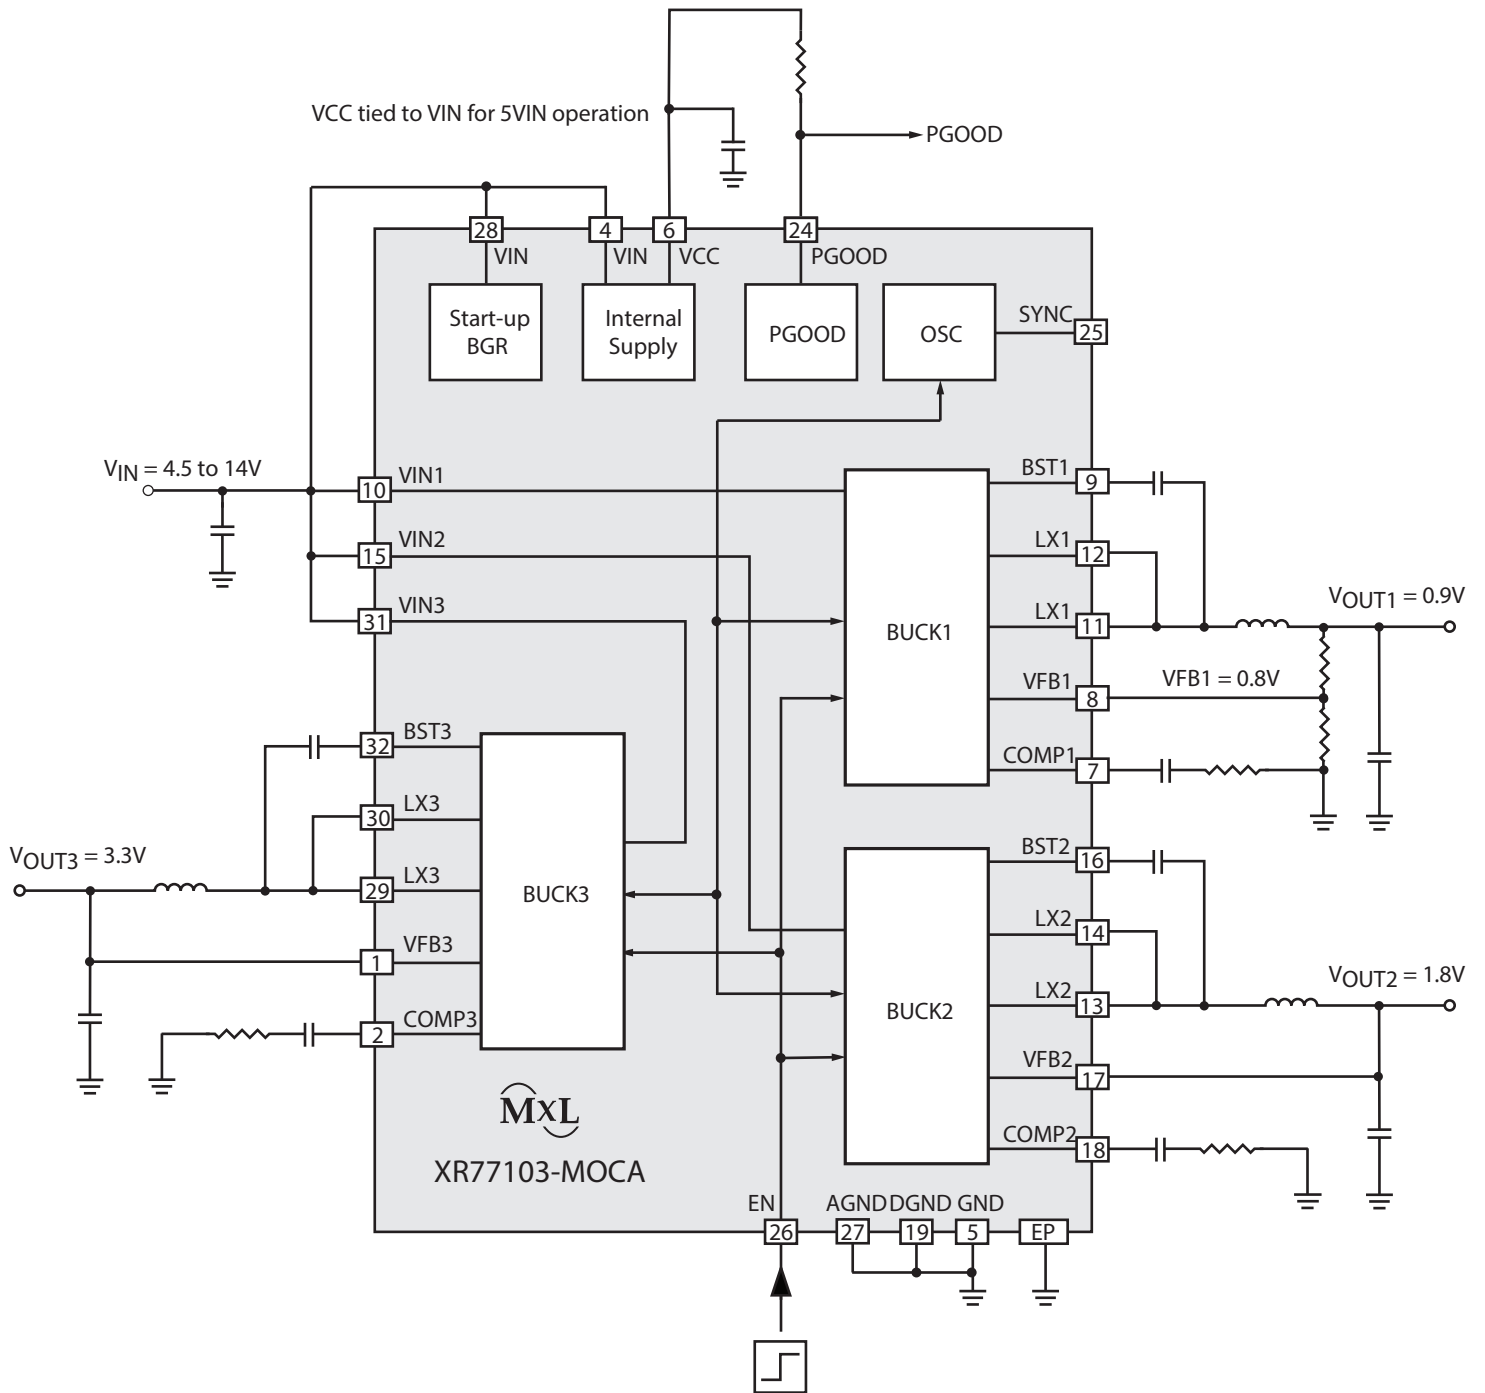 VCC tied to VIN for 5VIN operation
PGOOD
28
4
6
24
VIN
VIN
VCC
PGOOD
Start-up
BGR
Internal
Supply
PGOOD
OSC
SYNC
25
VIN = 4.5 to 14V
10
VIN1
15
VIN2
31
VIN3
BUCK1
BST1
9
LX1
12
LX1
11
VOUT1 = 0.9V
VFB1
8
VFB1 = 0.8V
COMP1
7
32
BST3
30
LX3
VOUT3 = 3.3V
29
LX3
BUCK3
1
VFB3
2
COMP3
BUCK2
BST2
16
LX2
14
LX2
13
VOUT2 = 1.8V
VFB2
17
COMP2
18
MXL
XR77103-MOCA
EN
AGND
DGND
GND
26
27
19
5
EP